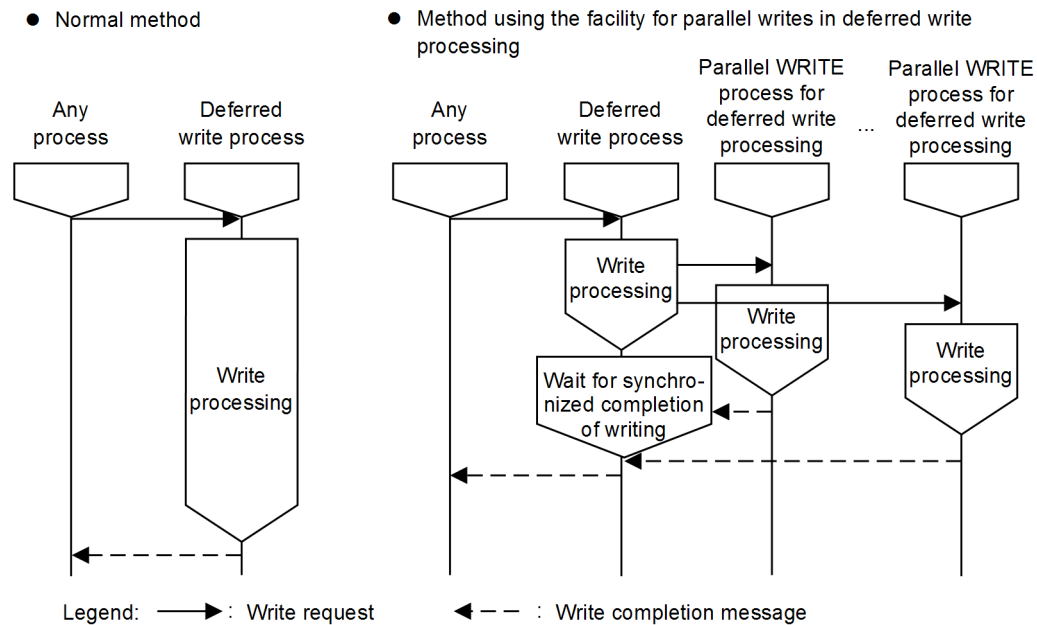 ● Normal method
● Method using the facility for parallel writes in deferred write
processing
Any
process
Deferred
write process
Any
process
Deferred
write process
Parallel WRITE
process for
deferred write
processing
...
Parallel WRITE
process for
deferred write
processing
Write
processing
Write
processing
Write
processing
Write
processing
Wait for synchro-
nized completion
of writing
Legend: : Write request : Write completion message